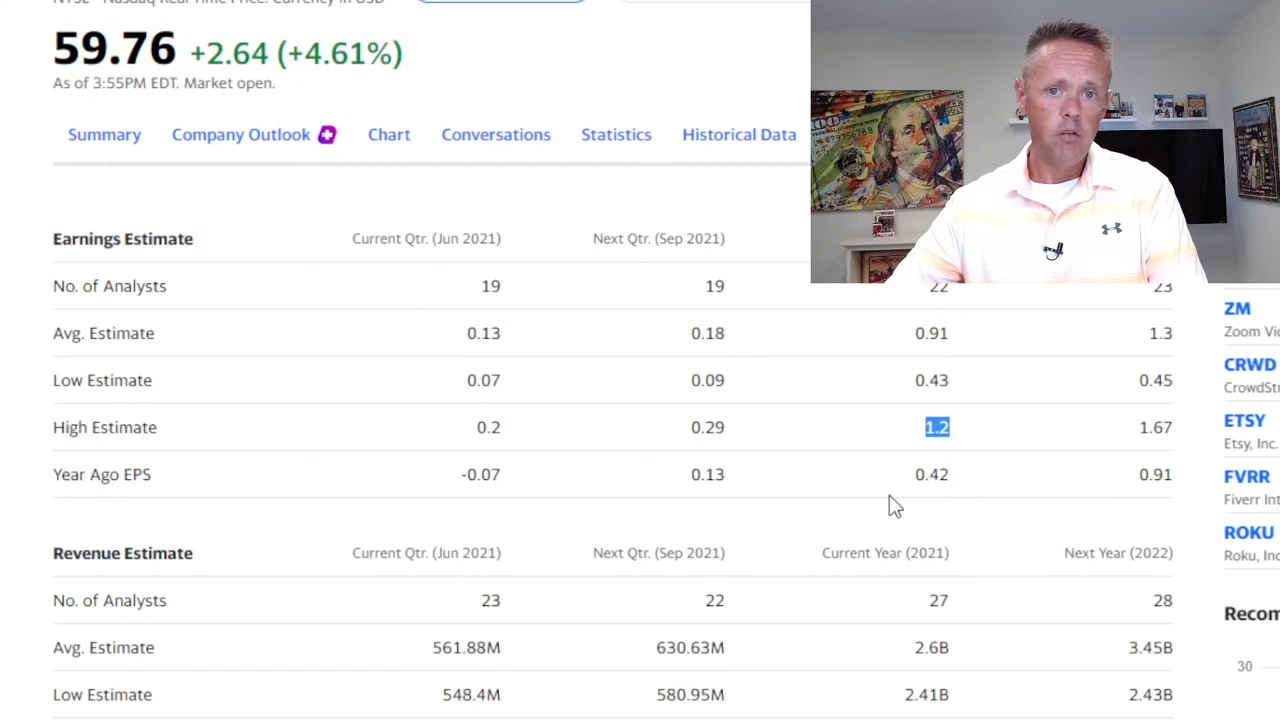 59.76 +2.64 (+4.61%)
As of 3:55PM EDT. Market open.
Summary Company Outlook Chart Conversations Statistics Historical Data
Earnings Estimate Current Qtr. (Jun 2021) Next Qtr. (Sep 2021)
No. of Analysts 19 19 22 23
Avg. Estimate 0.13 0.18 0.91 1.3
Low Estimate 0.07 0.09 0.43 0.45
High Estimate 0.2 0.29 1.2 1.67
Year Ago EPS -0.07 0.13 0.42 0.91
Revenue Estimate Current Qtr. (Jun 2021) Next Qtr. (Sep 2021) Current Year (2021) Next Year (2022)
No. of Analysts 23 22 27 28
Avg. Estimate 561.88M 630.63M 2.6B 3.45B
Low Estimate 548.4M 580.95M 2.41B 2.43B
ZM
Zoom Vi
CRWD
CrowdStr
ETSY
Etsy, Inc.
FVRR
Fiverr Int
ROKU
Roku, Inc
Recom
30